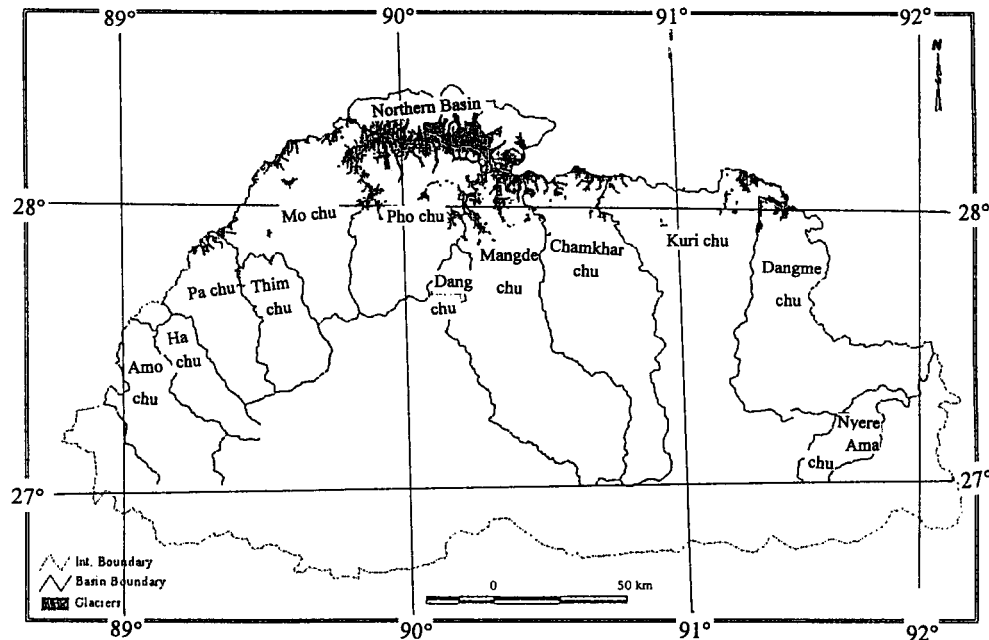 89°
90°
91°
92°
N
Northern Basin
28°
Mo chu
Pho chu
Chamkhar
chu
Kuri chu
28°
Mangde
chu
Dangme
chu
Pa chu
Thim
chu
Dang
chu
Ha
chu
Amo
chu
Nyere
Ama
chu
27°
27°
Int. Boundary
Basin Boundary
Glaciers
0
50 km
89°
90°
91°
92°